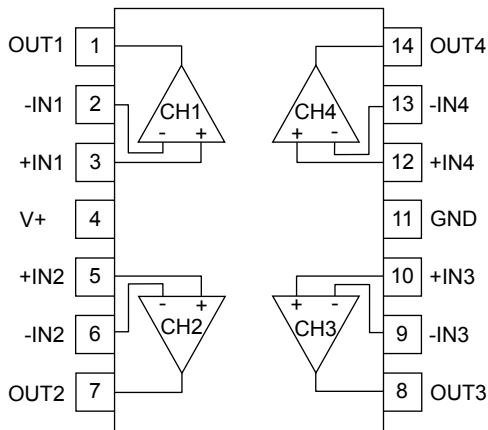 OUT1 1 14 OUT4
-IN1 2 CH1 CH4 13 -IN4
- + + -
+IN1 3 12 +IN4
V+ 4 11 GND
+IN2 5 10 +IN3
- + + -
-IN2 6 CH2 CH3 9 -IN3
OUT2 7 8 OUT3